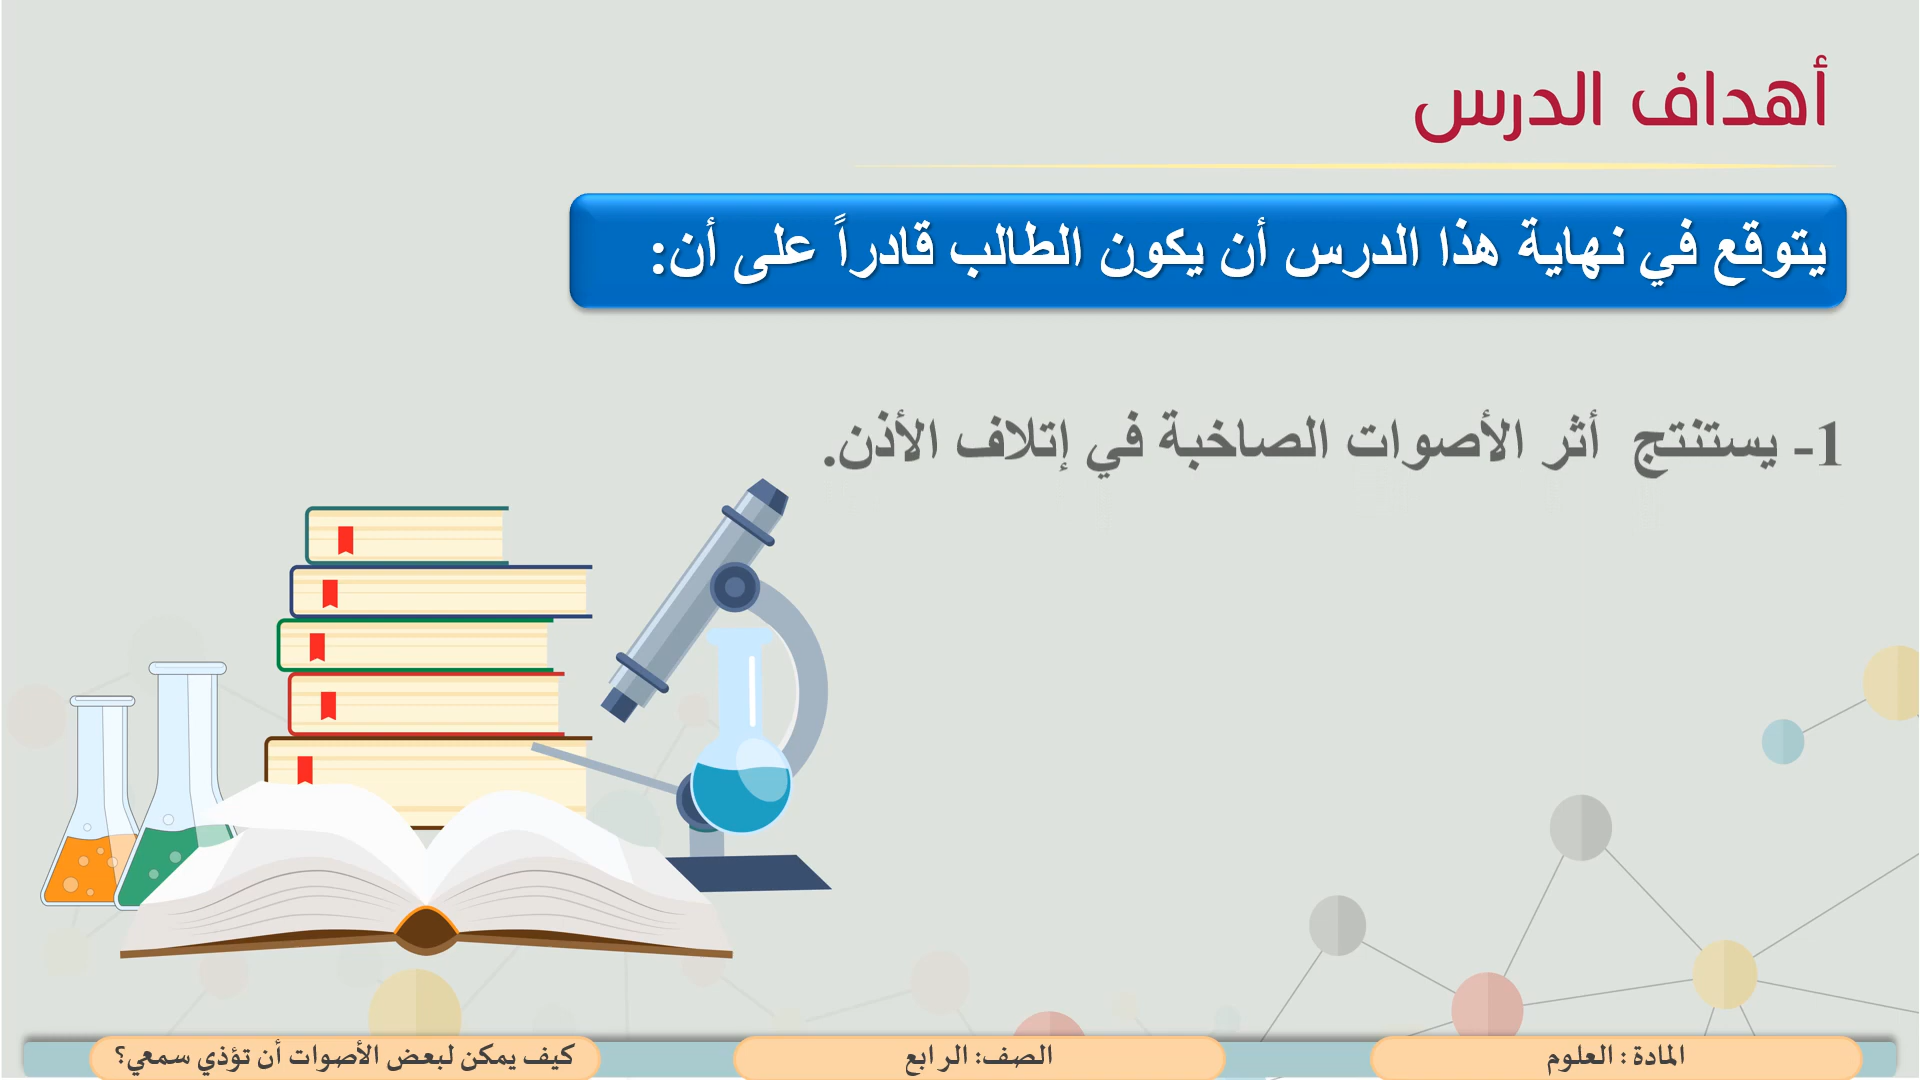 أهداف الدرس
يتوقع في نهاية هذا الدرس أن يكون الطالب قادراً على أن:
1- يستنتج أثر الأصوات الصاخبة في إتلاف الأذن.
المادة : العلوم
الصف: الرابع
كيف يمكن لبعض الأصوات أن تؤذي سمعي؟